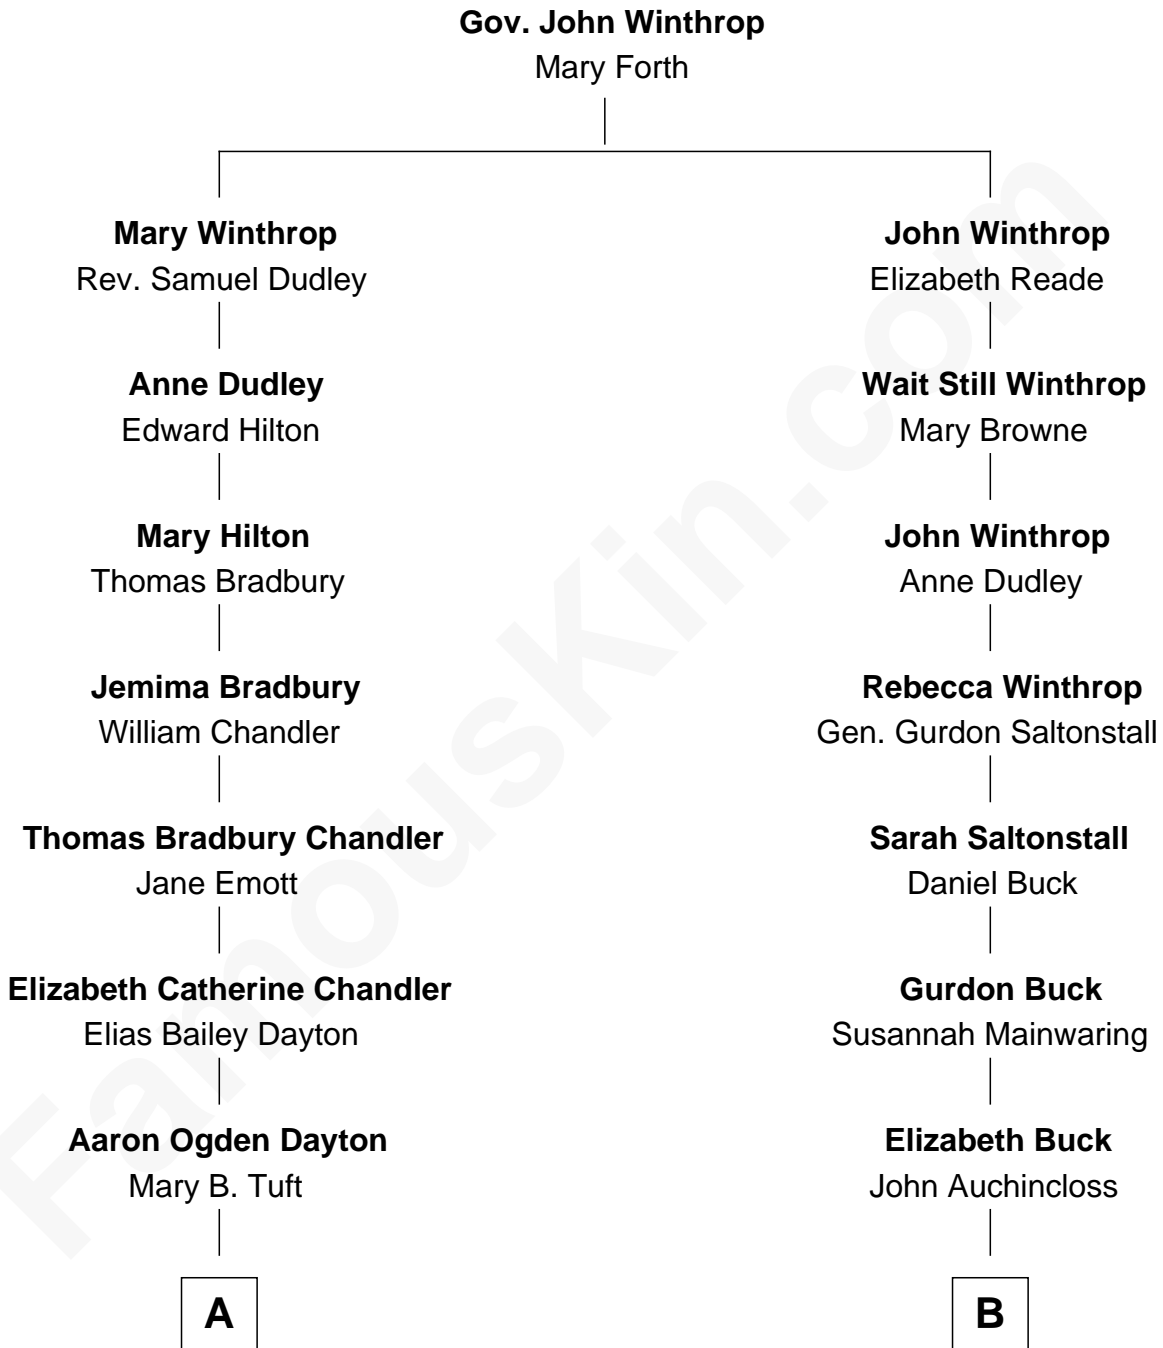 Gov. John Winthrop
Mary Forth
Mary Winthrop
Rev. Samuel Dudley
Anne Dudley
Edward Hilton
Mary Hilton
Thomas Bradbury
Jemima Bradbury
William Chandler
Thomas Bradbury Chandler
Jane Emott
Elizabeth Catherine Chandler
Elias Bailey Dayton
Aaron Ogden Dayton
Mary B. Tuft
A
John Winthrop
Elizabeth Reade
Wait Still Winthrop
Mary Browne
John Winthrop
Anne Dudley
Rebecca Winthrop
Gen. Gurdon Saltonstall
Sarah Saltonstall
Daniel Buck
Gurdon Buck
Susannah Mainwaring
Elizabeth Buck
John Auchincloss
B
FamousKin.com